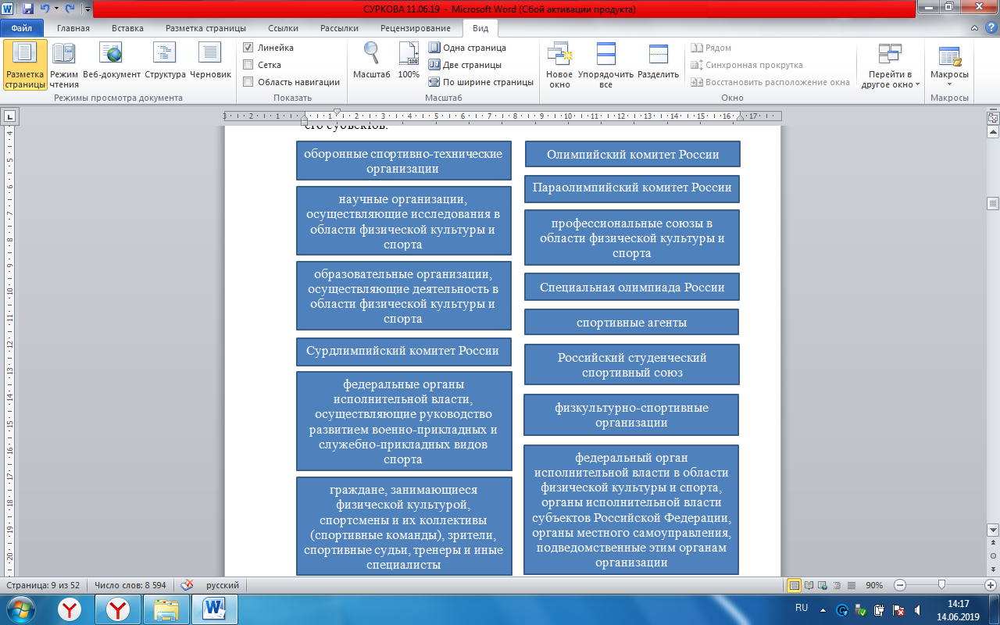 СУРКОВА 11.06.19 - Microsoft Word (Сбой активации продукта)
Файл Главная Вставка Разметка страницы Ссылки Рассылки Рецензирование Вид
Разметка страницы
Режим чтения
Веб-документ
Структура
Черновик
Режимы просмотра документа
Линейка
Сетка
Область навигации
Показать
Масштаб
100%
Одна страница
Две страницы
По ширине страницы
Масштаб
Новое окно
Упорядочить все
Разделить
Рядом
Синхронная прокрутка
Восстановить расположение окна
Перейти в другое окно
Окно
Макросы
Макросы
его субъектов.
оборонные спортивно-технические
организации
научные организации,
осуществляющие исследования в
области физической культуры и
спорта
образовательные организации,
осуществляющие деятельность в
области физической культуры и
спорта
Сурдлимпийский комитет России
федеральные органы
исполнительной власти,
осуществляющие руководство
развитием военно-прикладных и
служебно-прикладных видов
спорта
граждане, занимающиеся
физической культурой,
спортсмены и их коллективы
(спортивные команды), зрители,
спортивные судьи, тренеры и иные
специалисты
Олимпийский комитет России
Параолимпийский комитет России
профессиональные союзы в
области физической культуры и
спорта
Специальная олимпиада России
спортивные агенты
Российский студенческий
спортивный союз
физкультурно-спортивные
организации
федеральный орган
исполнительной власти в области
физической культуры и спорта,
органы исполнительной власти
субъектов Российской Федерации,
органы местного самоуправления,
подведомственные этим органам
организации
Страница: 9 из 52 Число слов: 8 594 русский 90%
RU 14:17
14.06.2019